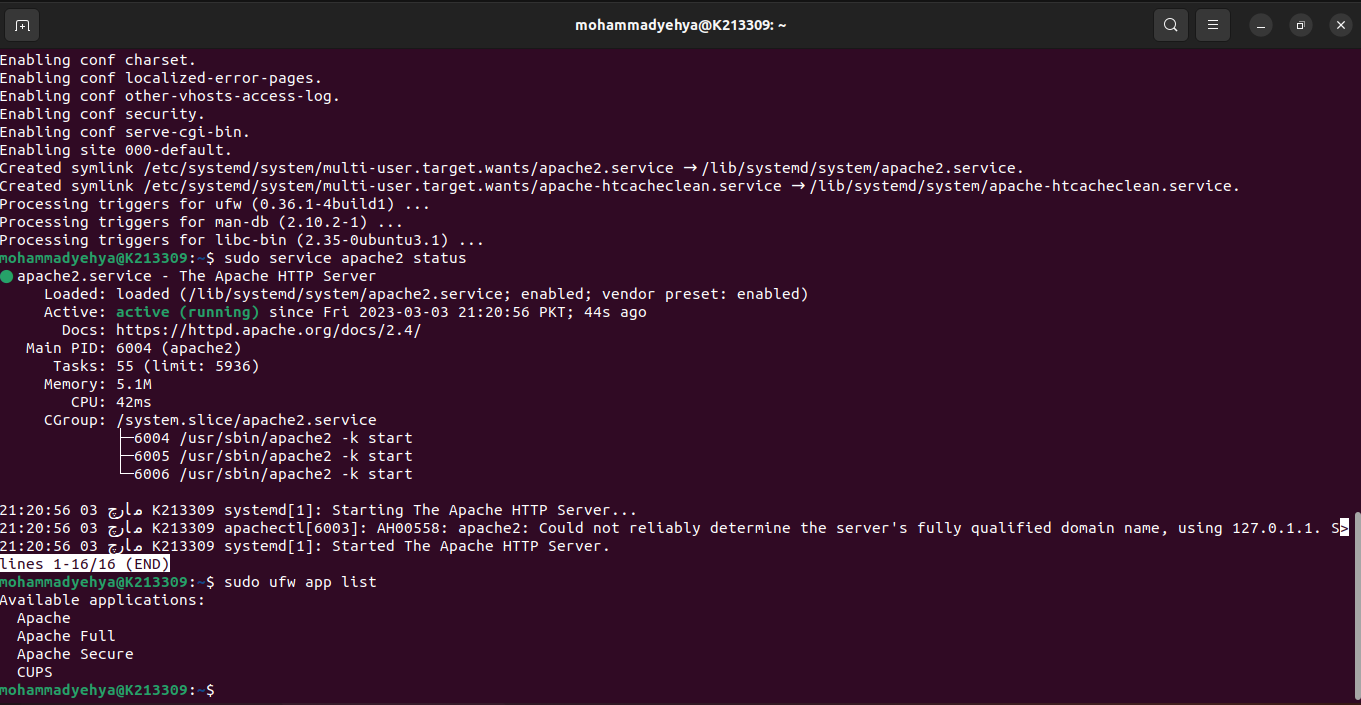 mohammadyehya@K213309: ~
Enabling conf charset.
Enabling conf localized-error-pages.
Enabling conf other-vhosts-access-log.
Enabling conf security.
Enabling conf serve-cgi-bin.
Enabling site 000-default.
Created symlink /etc/systemd/system/multi-user.target.wants/apache2.service → /lib/systemd/system/apache2.service.
Created symlink /etc/systemd/system/multi-user.target.wants/apache-htcacheclean.service → /lib/systemd/system/apache-htcacheclean.service.
Processing triggers for ufw (0.36.1-4build1) ...
Processing triggers for man-db (2.10.2-1) ...
Processing triggers for libc-bin (2.35-0ubuntu3.1) ...
mohammadyehya@K213309:~$ sudo service apache2 status
● apache2.service - The Apache HTTP Server
     Loaded: loaded (/lib/systemd/system/apache2.service; enabled; vendor preset: enabled)
     Active: active (running) since Fri 2023-03-03 21:20:56 PKT; 44s ago
       Docs: https://httpd.apache.org/docs/2.4/
   Main PID: 6004 (apache2)
      Tasks: 55 (limit: 5936)
     Memory: 5.1M
        CPU: 42ms
     CGroup: /system.slice/apache2.service
             ├─6004 /usr/sbin/apache2 -k start
             ├─6005 /usr/sbin/apache2 -k start
             └─6006 /usr/sbin/apache2 -k start
21:20:56 03 مارچ K213309 systemd[1]: Starting The Apache HTTP Server...
21:20:56 03 مارچ K213309 apachectl[6003]: AH00558: apache2: Could not reliably determine the server's fully qualified domain name, using 127.0.1.1. S>
21:20:56 03 مارچ K213309 systemd[1]: Started The Apache HTTP Server.
lines 1-16/16 (END)
mohammadyehya@K213309:~$ sudo ufw app list
Available applications:
  Apache
  Apache Full
  Apache Secure
  CUPS
mohammadyehya@K213309:~$